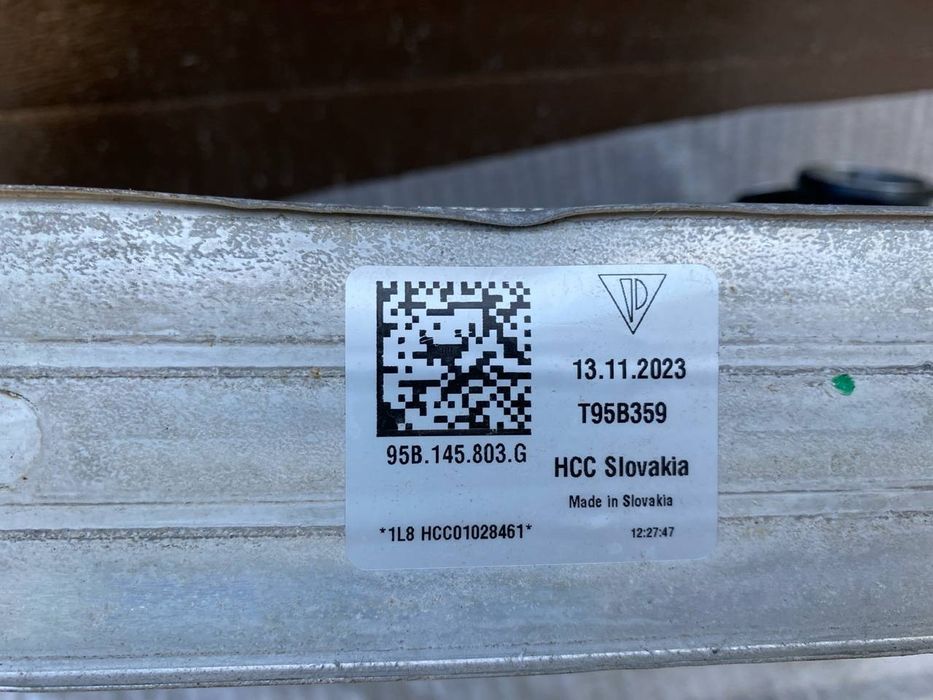 13.11.2023
T95B359
95B.145.803.G
HCC Slovakia
Made in Slovakia
*1L8 HCC01028461*
12:27:47